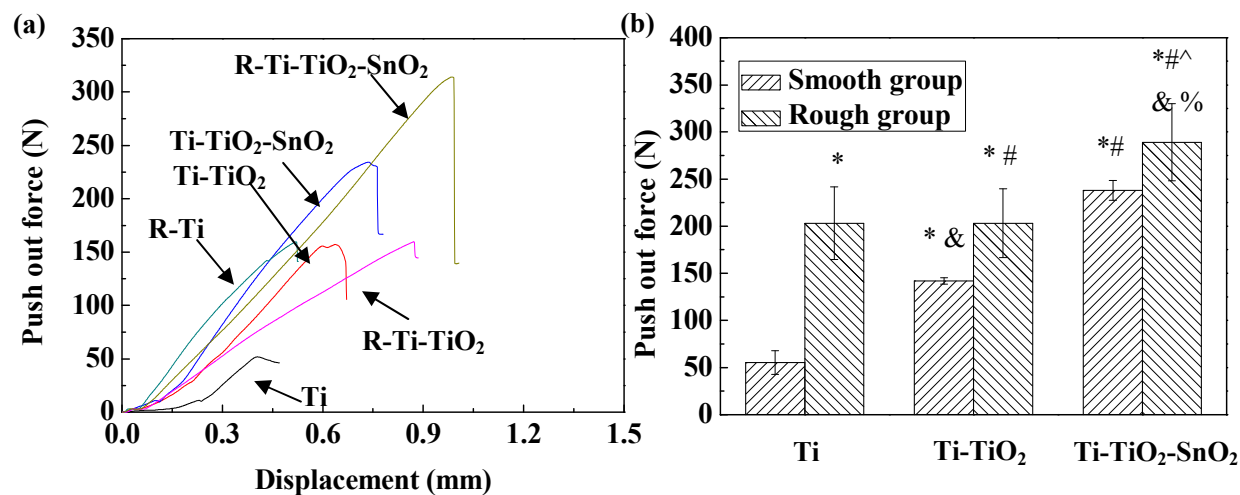 (a)
350
300
250
200
150
100
50
0
0.0 0.3 0.6 0.9 1.2 1.5
Push out force (N)
Displacement (mm)
R-Ti-TiO₂-SnO₂
Ti-TiO₂-SnO₂
Ti-TiO₂
R-Ti
R-Ti-TiO₂
Ti
(b)
400
350
300
250
200
150
100
50
0
Push out force (N)
Smooth group
Rough group
*
* &
* #
*#
*#^
& %
Ti Ti-TiO₂ Ti-TiO₂-SnO₂